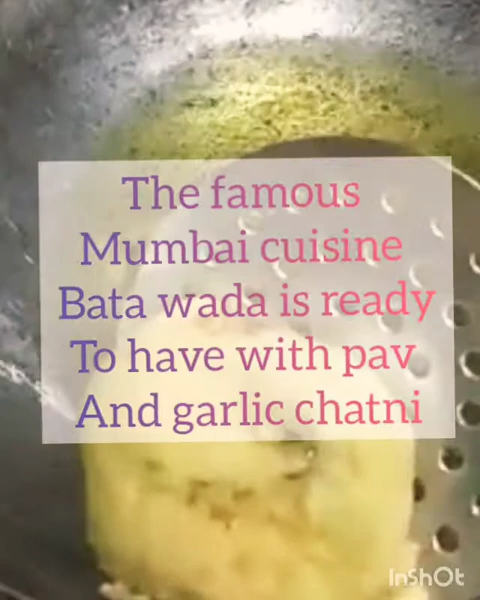 The famous
Mumbai cuisine
Bata wada is ready
To have with pav
And garlic chatni
InShOt